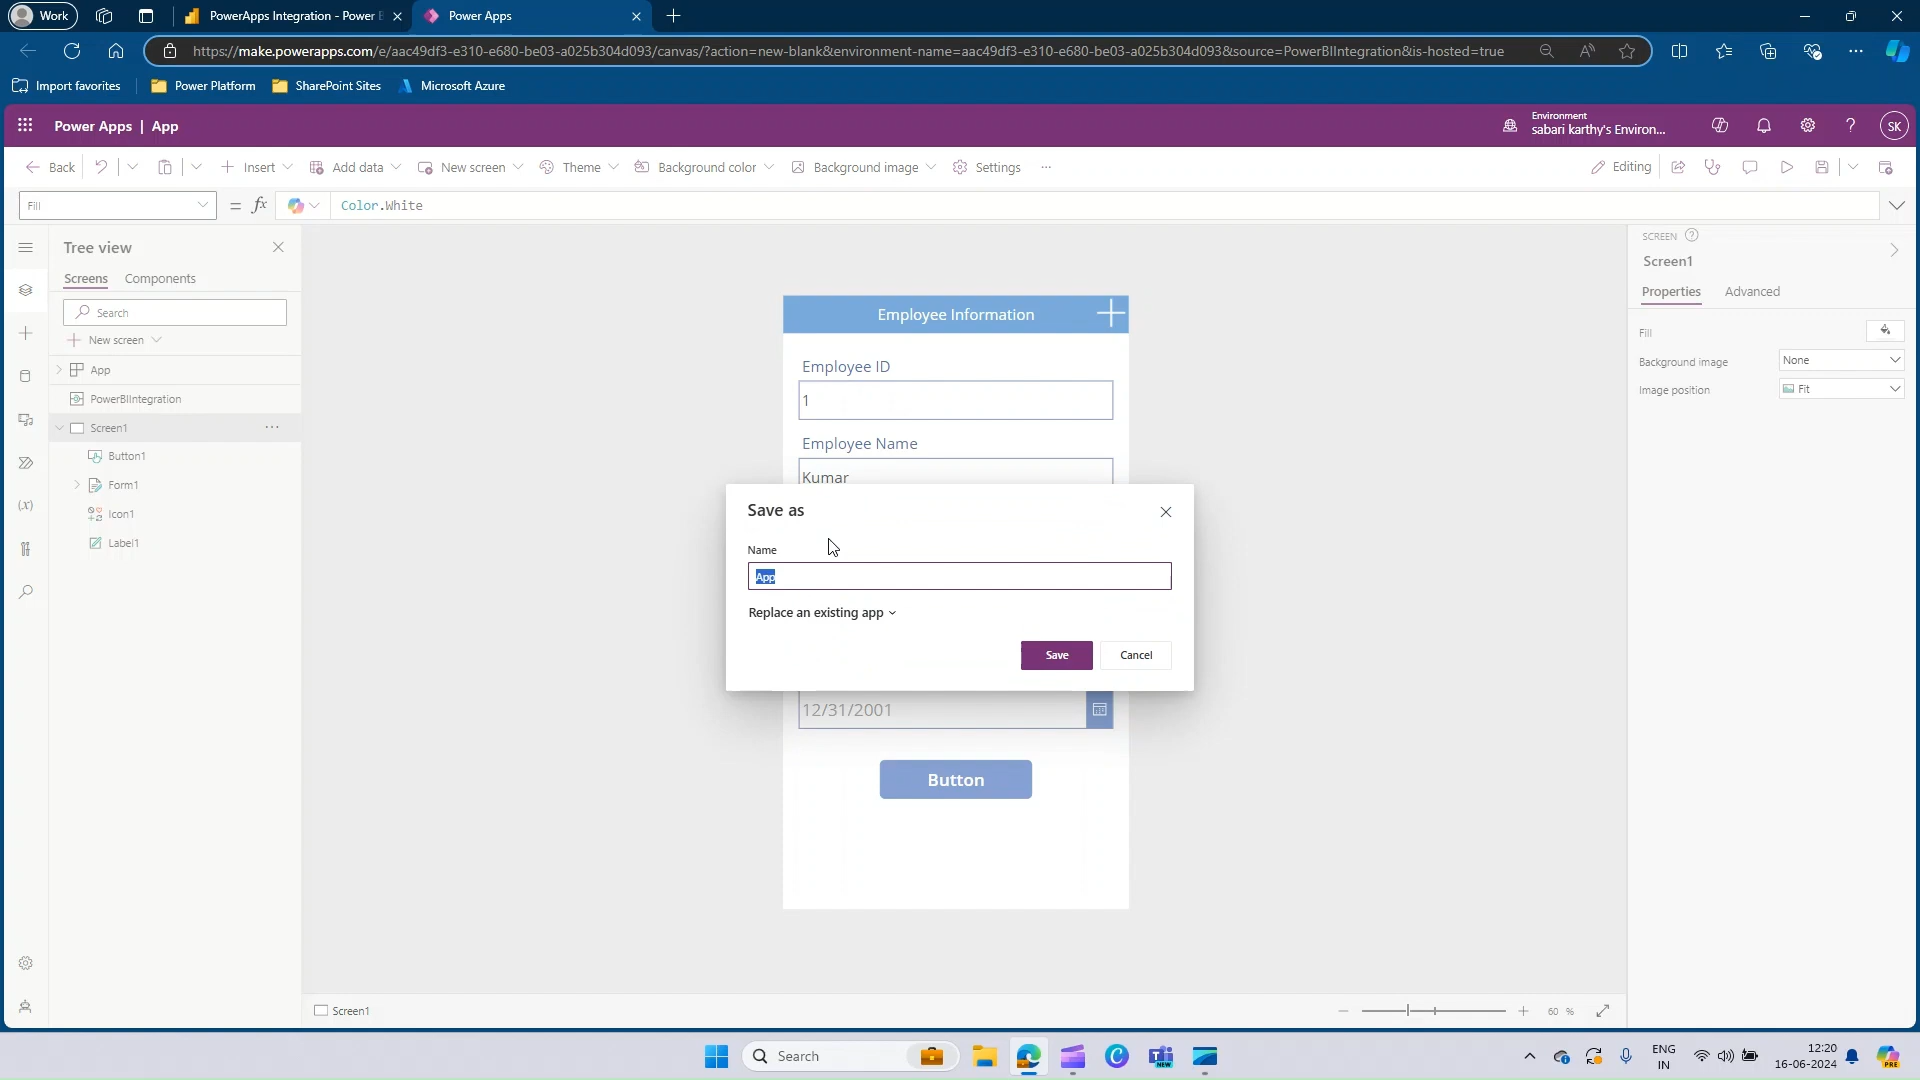 Work
PowerApps Integration - Power B
Power Apps
https://make.powerapps.com/e/aac49df3-e310-e680-be03-a025b304d093/canvas/?action=new-blank&environment-name=aac49df3-e310-e680-be03-a025b304d093&source=PowerBIIntegration&is-hosted=true
Import favorites
Power Platform
SharePoint Sites
Microsoft Azure
Power Apps | App
Environment
sabari karthy's Environ...
SK
Back
Insert
Add data
New screen
Theme
Background color
Background image
Settings
...
Editing
Fill
= fx
Color.White
Tree view
Screens
Components
Search
New screen
App
PowerBIIntegration
Screen1
...
Button1
Form1
Icon1
Label1
Employee Information
Employee ID
1
Employee Name
Kumar
Save as
Name
App
Replace an existing app
Save
Cancel
12/31/2001
Button
SCREEN
Screen1
Properties
Advanced
Fill
Background image
None
Image position
Fit
Screen1
60 %
Search
NEW
ENG
IN
12:20
16-06-2024
PRE